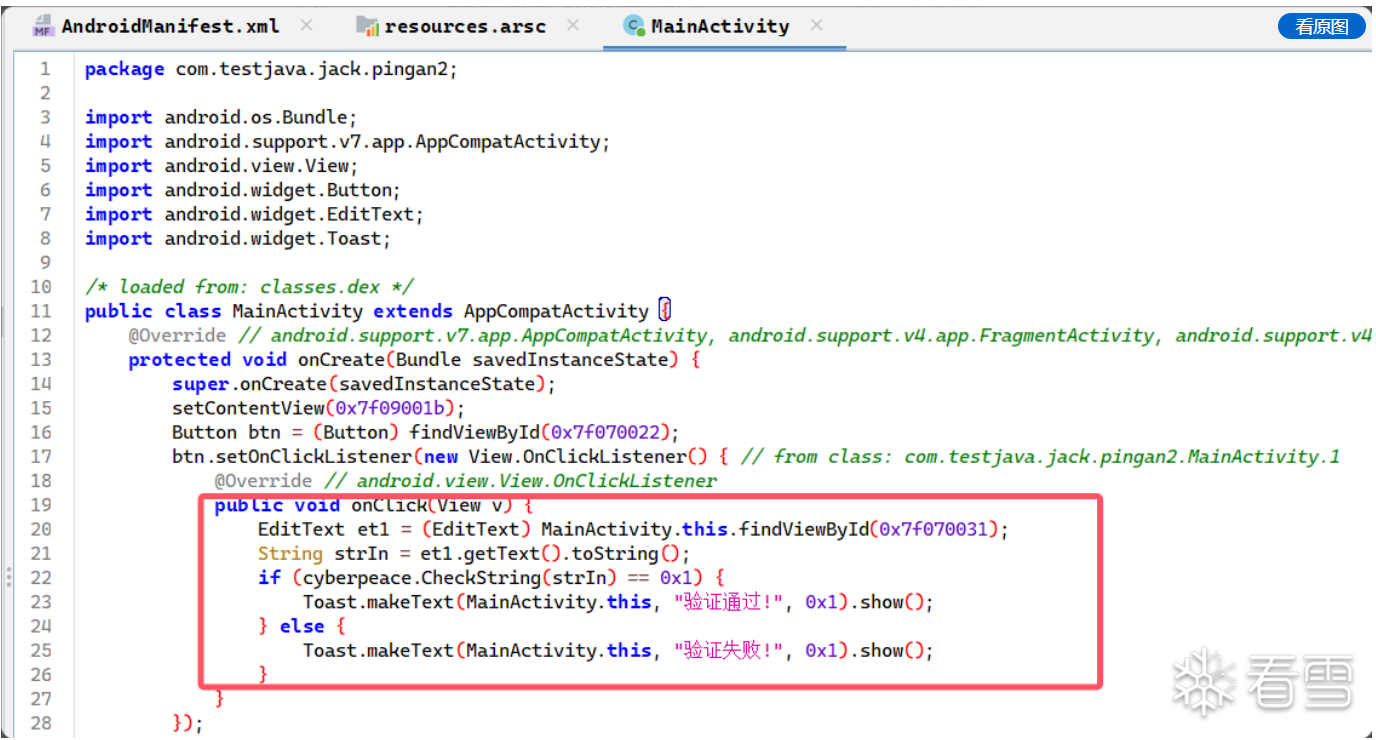 AndroidManifest.xml × resources.arsc × MainActivity × 看原图
1 package com.testjava.jack.pingan2;
2
3 import android.os.Bundle;
4 import android.support.v7.app.AppCompatActivity;
5 import android.view.View;
6 import android.widget.Button;
7 import android.widget.EditText;
8 import android.widget.Toast;
9
10 /* loaded from: classes.dex */
11 public class MainActivity extends AppCompatActivity {
12 @Override // android.support.v7.app.AppCompatActivity, android.support.v4.app.FragmentActivity, android.support.v4
13 protected void onCreate(Bundle savedInstanceState) {
14 super.onCreate(savedInstanceState);
15 setContentView(0x7f09001b);
16 Button btn = (Button) findViewById(0x7f070022);
17 btn.setOnClickListener(new View.OnClickListener() { // from class: com.testjava.jack.pingan2.MainActivity.1
18 @Override // android.view.View.OnClickListener
19 public void onClick(View v) {
20 EditText et1 = (EditText) MainActivity.this.findViewById(0x7f070031);
21 String strIn = et1.getText().toString();
22 if (cyberpeace.CheckString(strIn) == 0x1) {
23 Toast.makeText(MainActivity.this, "验证通过!", 0x1).show();
24 } else {
25 Toast.makeText(MainActivity.this, "验证失败!", 0x1).show();
26 }
27 }
28 });
看雪